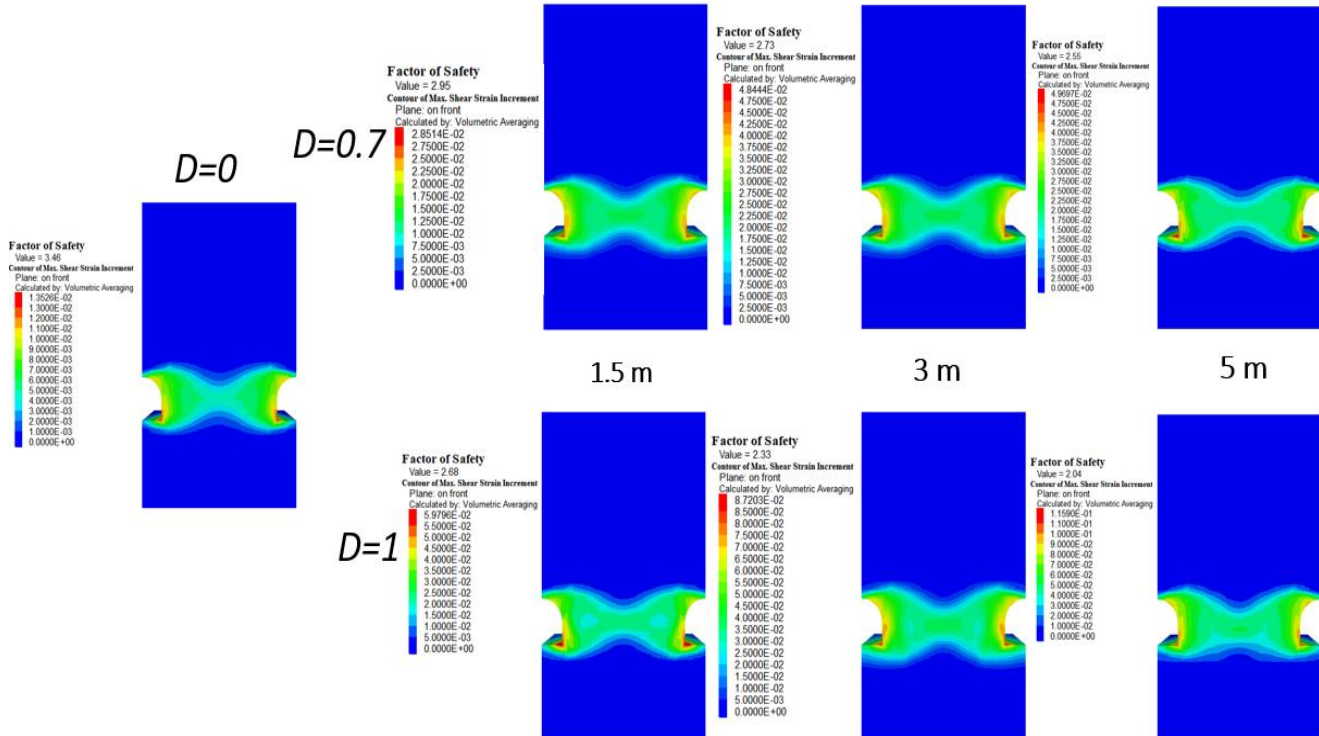 D=0
Factor of Safety
Value = 3.46
Contour of Max. Shear Strain Increment
Plane: on front
Calculated by: Volumetric Averaging
1.3526E-02
1.3000E-02
1.2000E-02
1.1000E-02
1.0000E-02
9.0000E-03
8.0000E-03
7.0000E-03
6.0000E-03
5.0000E-03
4.0000E-03
3.0000E-03
2.0000E-03
1.0000E-03
0.0000E+00
D=0.7
Factor of Safety
Value = 2.95
Contour of Max. Shear Strain Increment
Plane: on front
Calculated by: Volumetric Averaging
2.8514E-02
2.7500E-02
2.5000E-02
2.2500E-02
2.0000E-02
1.7500E-02
1.5000E-02
1.2500E-02
1.0000E-02
7.5000E-03
5.0000E-03
2.5000E-03
0.0000E+00
Factor of Safety
Value = 2.73
Contour of Max. Shear Strain Increment
Plane: on front
Calculated by: Volumetric Averaging
4.8444E-02
4.7500E-02
4.5000E-02
4.2500E-02
4.0000E-02
3.7500E-02
3.5000E-02
3.2500E-02
3.0000E-02
2.7500E-02
2.5000E-02
2.2500E-02
2.0000E-02
1.7500E-02
1.5000E-02
1.2500E-02
1.0000E-02
7.5000E-03
5.0000E-03
2.5000E-03
0.0000E+00
Factor of Safety
Value = 2.55
Contour of Max. Shear Strain Increment
Plane: on front
Calculated by: Volumetric Averaging
4.9697E-02
4.7500E-02
4.5000E-02
4.2500E-02
4.0000E-02
3.7500E-02
3.5000E-02
3.2500E-02
3.0000E-02
2.7500E-02
2.5000E-02
2.2500E-02
2.0000E-02
1.7500E-02
1.5000E-02
1.2500E-02
1.0000E-02
7.5000E-03
5.0000E-03
2.5000E-03
0.0000E+00
1.5 m
3 m
5 m
D=1
Factor of Safety
Value = 2.68
Contour of Max. Shear Strain Increment
Plane: on front
Calculated by: Volumetric Averaging
5.9796E-02
5.5000E-02
5.0000E-02
4.5000E-02
4.0000E-02
3.5000E-02
3.0000E-02
2.5000E-02
2.0000E-02
1.5000E-02
1.0000E-02
5.0000E-03
0.0000E+00
Factor of Safety
Value = 2.33
Contour of Max. Shear Strain Increment
Plane: on front
Calculated by: Volumetric Averaging
8.7203E-02
8.5000E-02
8.0000E-02
7.5000E-02
7.0000E-02
6.5000E-02
6.0000E-02
5.5000E-02
5.0000E-02
4.5000E-02
4.0000E-02
3.5000E-02
3.0000E-02
2.5000E-02
2.0000E-02
1.5000E-02
1.0000E-02
5.0000E-03
0.0000E+00
Factor of Safety
Value = 2.04
Contour of Max. Shear Strain Increment
Plane: on front
Calculated by: Volumetric Averaging
1.1590E-01
1.1000E-01
1.0000E-01
9.0000E-02
8.0000E-02
7.0000E-02
6.0000E-02
5.0000E-02
4.0000E-02
3.0000E-02
2.0000E-02
1.0000E-02
0.0000E+00